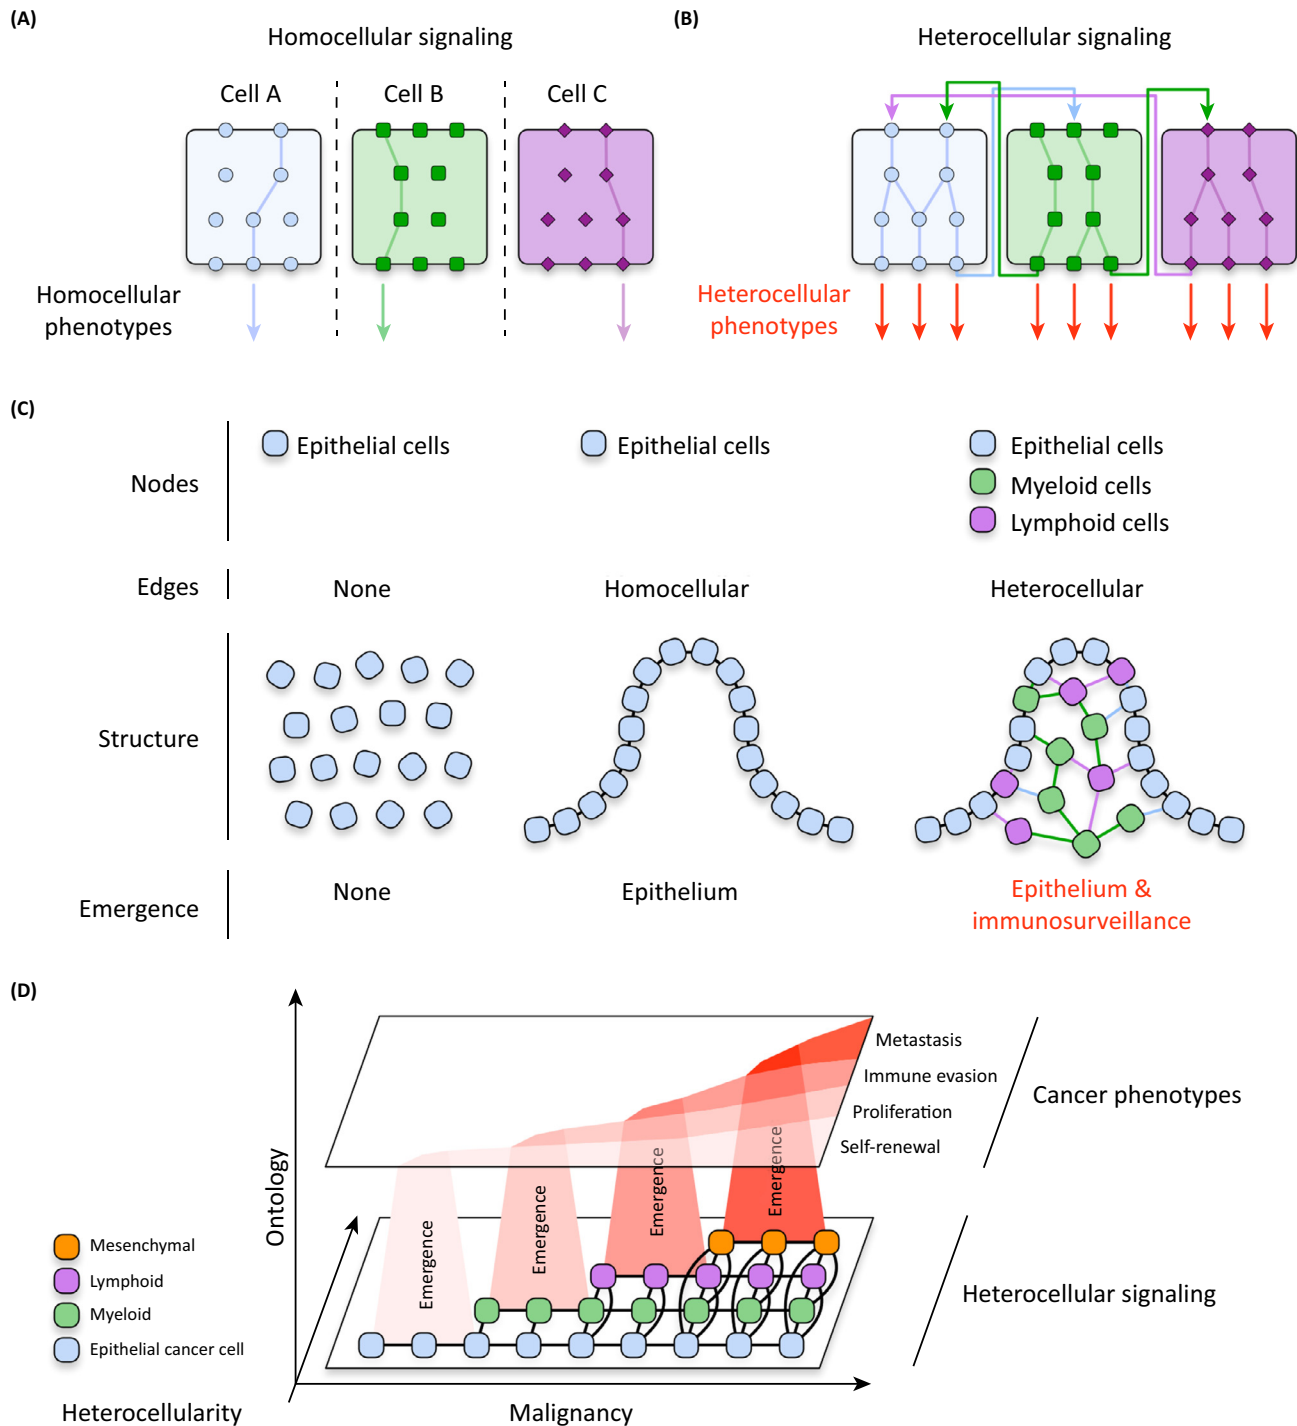 (A)
Homocellular signaling
Cell A
Cell B
Cell C
Homocellular
phenotypes
(B)
Heterocellular signaling
Heterocellular
phenotypes
(C)
Nodes
Epithelial cells
Epithelial cells
Epithelial cells
Myeloid cells
Lymphoid cells
Edges
None
Homocellular
Heterocellular
Structure
Emergence
None
Epithelium
Epithelium &
immunosurveillance
(D)
Ontology
Metastasis
Immune evasion
Proliferation
Self-renewal
Cancer phenotypes
Emergence
Emergence
Emergence
Emergence
Mesenchymal
Lymphoid
Myeloid
Epithelial cancer cell
Heterocellular signaling
Heterocellularity
Malignancy